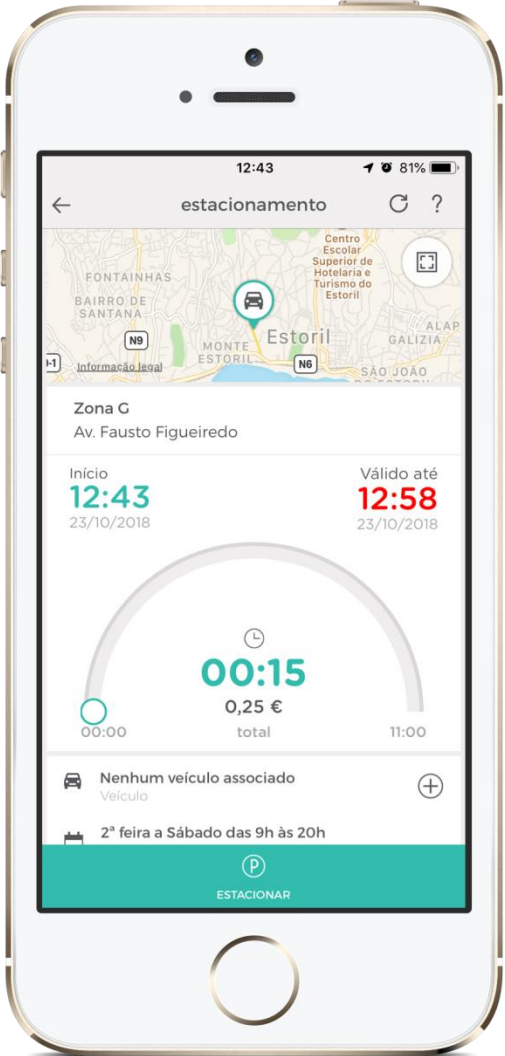 12:43
81%
estacionamento
?
Centro
Escolar
Superior de
Hotelaria e
Turismo do
Estoril
FONTAINHAS
BAIRRO DE
SANTANA
N9
MONTE
ESTORIL
Estoril
ALAP
GALIZIA
N6
SÃO JOÃO
Informação legal
Zona G
Av. Fausto Figueiredo
Início
Válido até
12:43
12:58
23/10/2018
23/10/2018
00:15
0,25 €
00:00
total
11:00
Nenhum veículo associado
Veículo
2ª feira a Sábado das 9h às 20h
P
ESTACIONAR